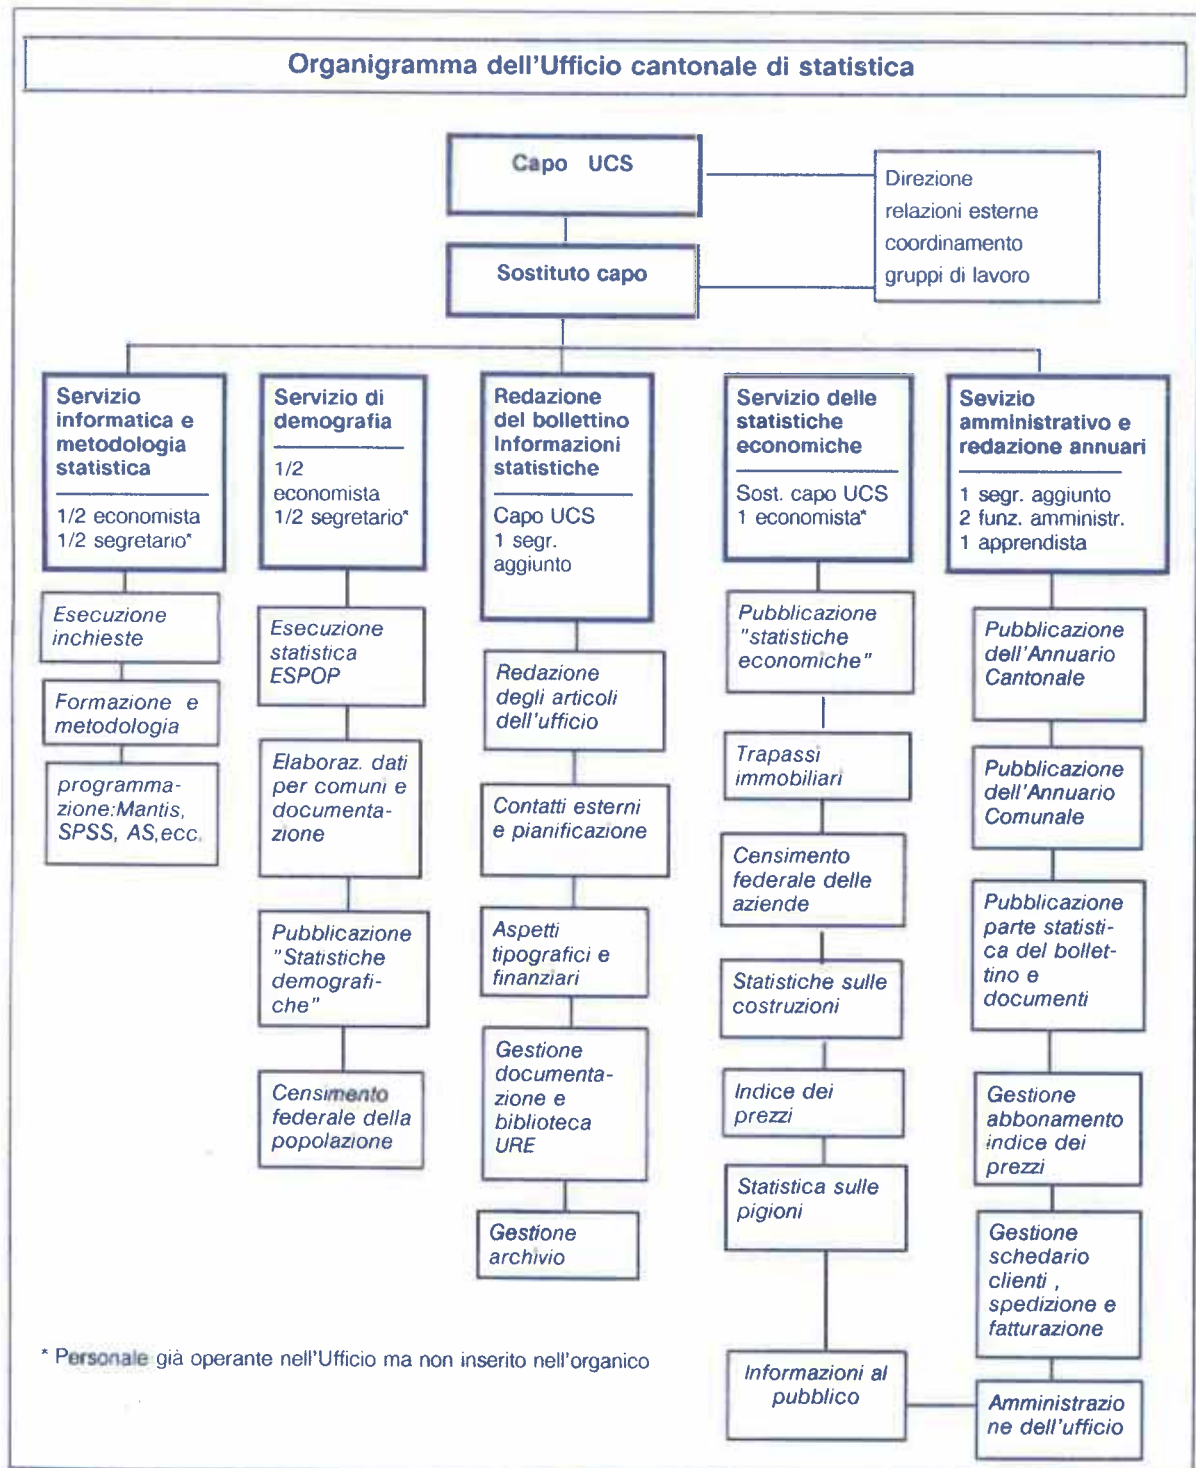 Organigramma dell'Ufficio cantonale di statistica
Capo UCS
Direzione
relazioni esterne
coordinamento
gruppi di lavoro
Sostituto capo
Servizio
informatica e
metodologia
statistica
1/2 economista
1/2 segretario*
Esecuzione
inchieste
Formazione e
metodologia
programma-
zione:Mantis,
SPSS, AS,ecc.
Servizio di
demografia
1/2
economista
1/2 segretario*
Esecuzione
statistica
ESPOP
Elaboraz. dati
per comuni e
documenta-
zione
Pubblicazione
"Statistiche
demografi-
che"
Censimento
federale della
popolazione
Redazione
del bollettino
Informazioni
statistiche
Capo UCS
1 segr.
aggiunto
Redazione
degli articoli
dell'ufficio
Contatti esterni
e pianificazione
Aspetti
tipografici e
finanziari
Gestione
documenta-
zione e
biblioteca
URE
Gestione
archivio
Servizio delle
statistiche
economiche
Sost. capo UCS
1 economista*
Pubblicazione
"statistiche
economiche"
Trapassi
immobiliari
Censimento
federale delle
aziende
Statistiche sulle
costruzioni
Indice dei
prezzi
Statistica sulle
pigioni
Informazioni al
pubblico
Sevizio
amministrativo e
redazione annuari
1 segr. aggiunto
2 funz. amministr.
1 apprendista
Pubblicazione
dell'Annuario
Cantonale
Pubblicazione
dell'Annuario
Comunale
Pubblicazione
parte statisti-
ca del bollet-
tino e
documenti
Gestione
abbonamento
indice dei
prezzi
Gestione
schedario
clienti ,
spedizione e
fatturazione
Amministrazio
ne dell'ufficio
* Personale già operante nell'Ufficio ma non inserito nell'organico